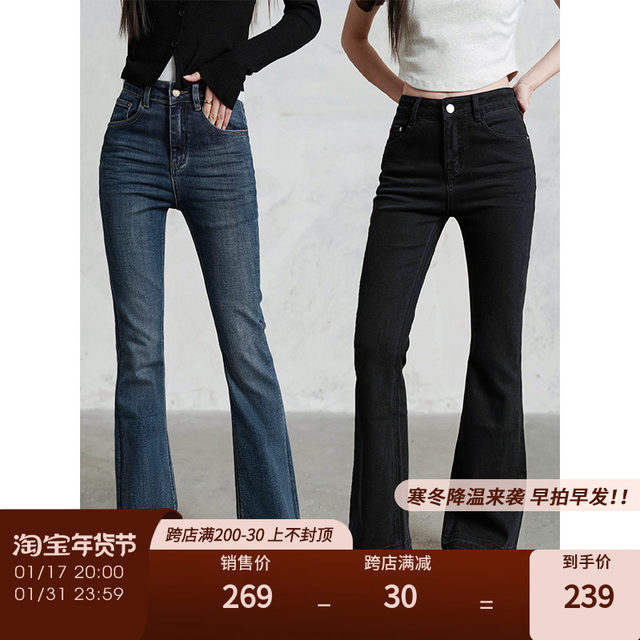 寒冬降温来袭 早拍早发!!
淘宝年货节
01/17 20:00
01/31 23:59
跨店满200-30 上不封顶
销售价
269
–
跨店满减
30
=
到手价
239